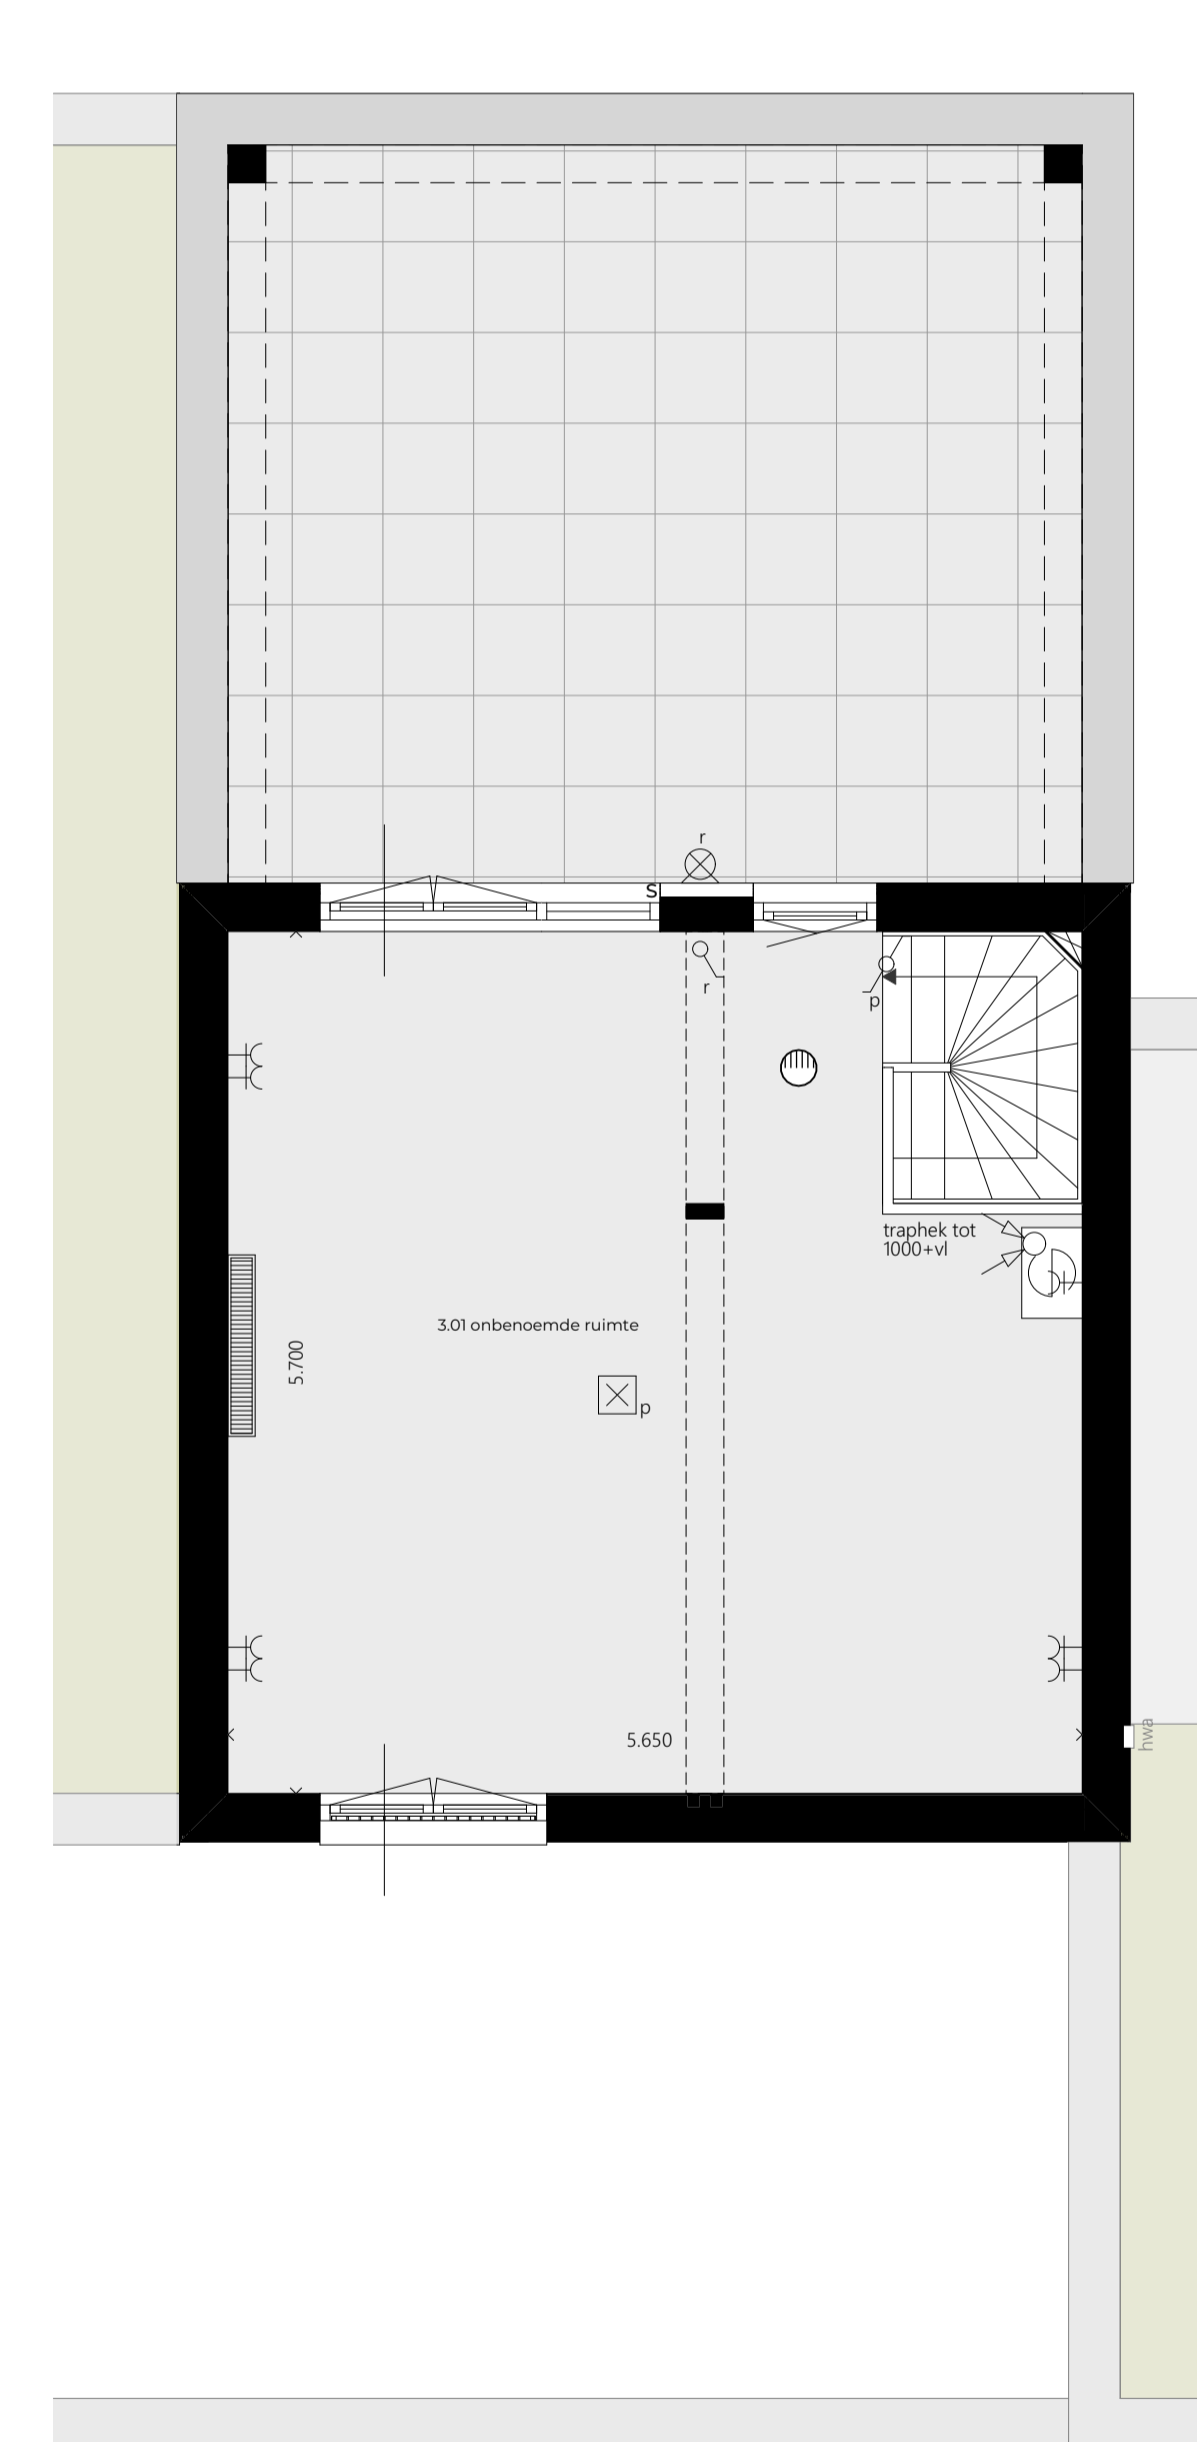 r
S
r
p
traphek tot
1000+vl
3.01 onbenoemde ruimte
5.700
p
5.650
hwa